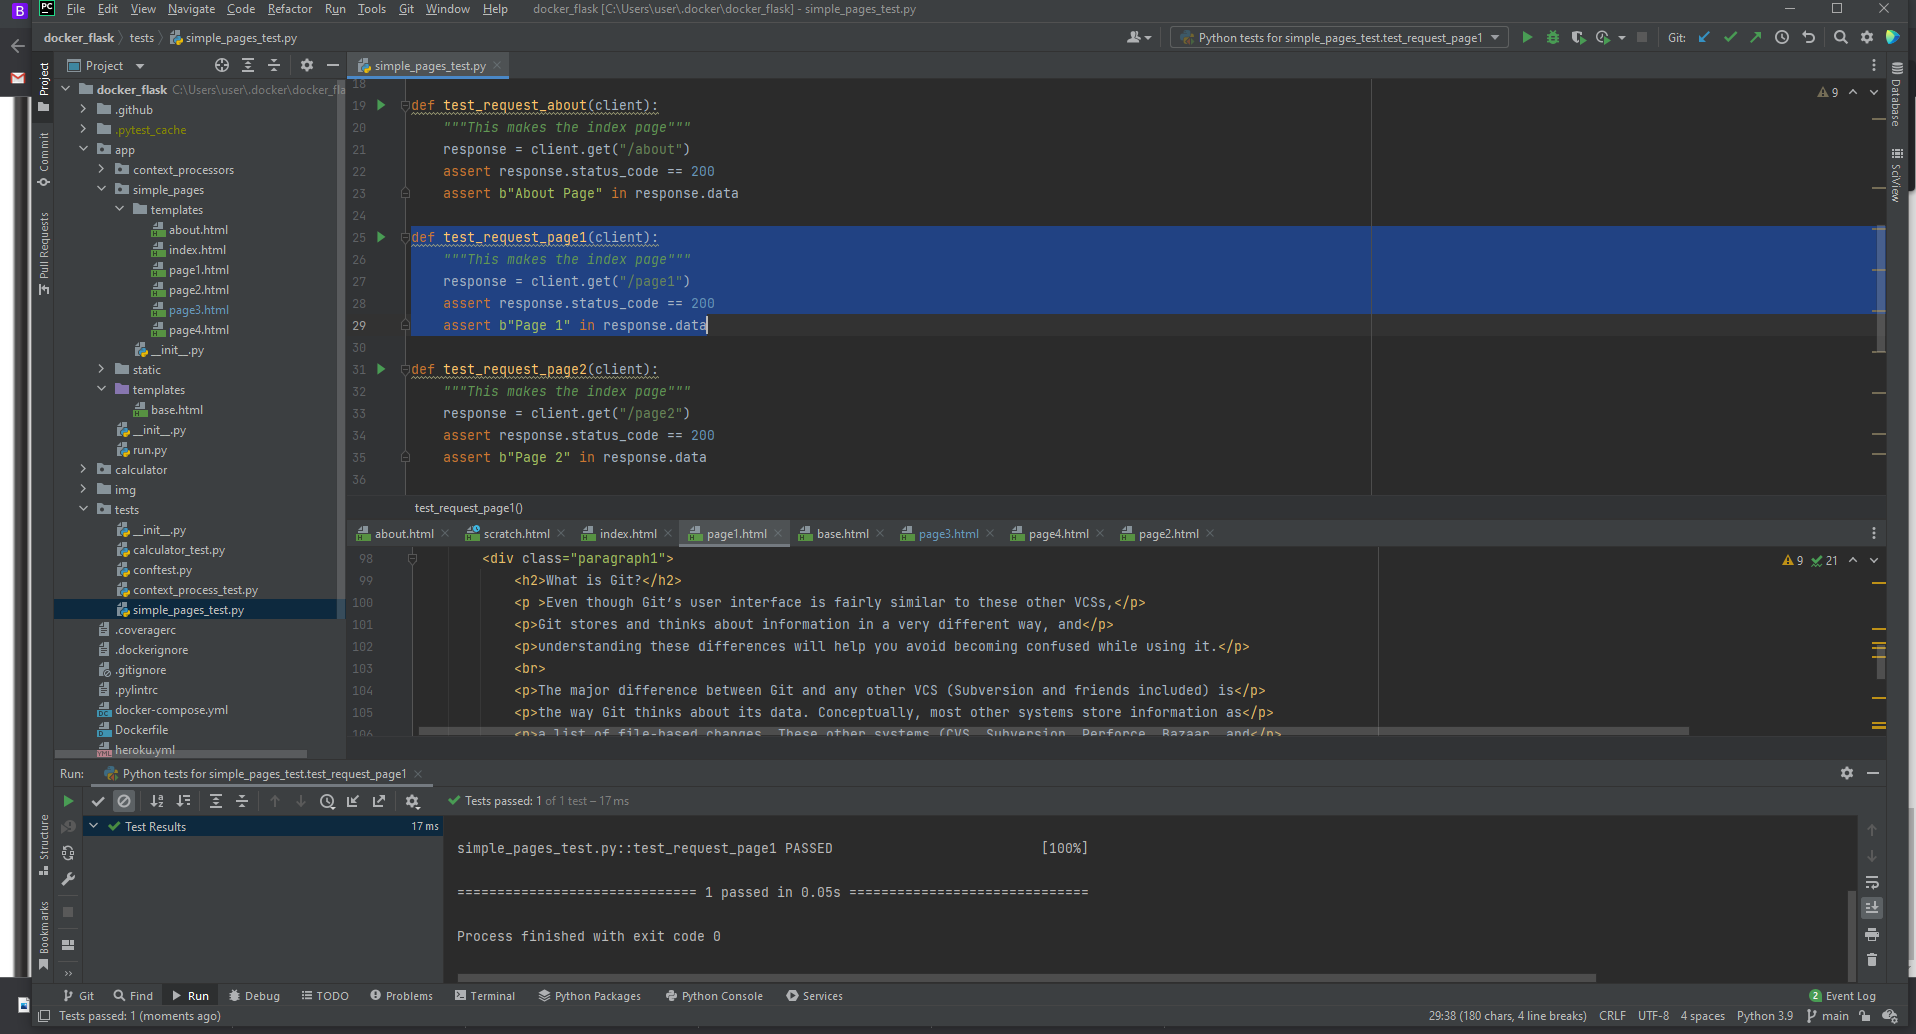 B
PC File Edit View Navigate Code Refactor Run Tools Git Window Help docker_flask [C:\Users\user\.docker\docker_flask] - simple_pages_test.py
docker_flask tests simple_pages_test.py Python tests for simple_pages_test.test_request_page1 Git:
Project
Project
Commit
Pull Requests
Structure
Bookmarks
docker_flask C:\Users\user\.docker\docker_fla
.github
.pytest_cache
app
context_processors
simple_pages
templates
about.html
index.html
page1.html
page2.html
page3.html
page4.html
__init__.py
static
templates
base.html
__init__.py
run.py
calculator
img
tests
__init__.py
calculator_test.py
conftest.py
context_process_test.py
simple_pages_test.py
.coveragerc
.dockerignore
.gitignore
.pylintrc
docker-compose.yml
Dockerfile
heroku.yml
simple_pages_test.py
9
Database
SciView
18
19 def test_request_about(client):
20 """This makes the index page"""
21 response = client.get("/about")
22 assert response.status_code == 200
23 assert b"About Page" in response.data
24
25 def test_request_page1(client):
26 """This makes the index page"""
27 response = client.get("/page1")
28 assert response.status_code == 200
29 assert b"Page 1" in response.data
30
31 def test_request_page2(client):
32 """This makes the index page"""
33 response = client.get("/page2")
34 assert response.status_code == 200
35 assert b"Page 2" in response.data
36
test_request_page1()
about.html scratch.html index.html page1.html base.html page3.html page4.html page2.html
9 21
98 <div class="paragraph1">
99 <h2>What is Git?</h2>
100 <p >Even though Git’s user interface is fairly similar to these other VCSs,</p>
101 <p>Git stores and thinks about information in a very different way, and</p>
102 <p>understanding these differences will help you avoid becoming confused while using it.</p>
103 <br>
104 <p>The major difference between Git and any other VCS (Subversion and friends included) is</p>
105 <p>the way Git thinks about its data. Conceptually, most other systems store information as</p>
106 <p>a list of file-based changes. These other systems (CVS, Subversion, Perforce, Bazaar, and</p>
Run: Python tests for simple_pages_test.test_request_page1
Tests passed: 1 of 1 test – 17 ms
Test Results 17 ms
simple_pages_test.py::test_request_page1 PASSED [100%]
============================== 1 passed in 0.05s ==============================
Process finished with exit code 0
Git Find Run Debug TODO Problems Terminal Python Packages Python Console Services 2 Event Log
Tests passed: 1 (moments ago) 29:38 (180 chars, 4 line breaks) CRLF UTF-8 4 spaces Python 3.9 main